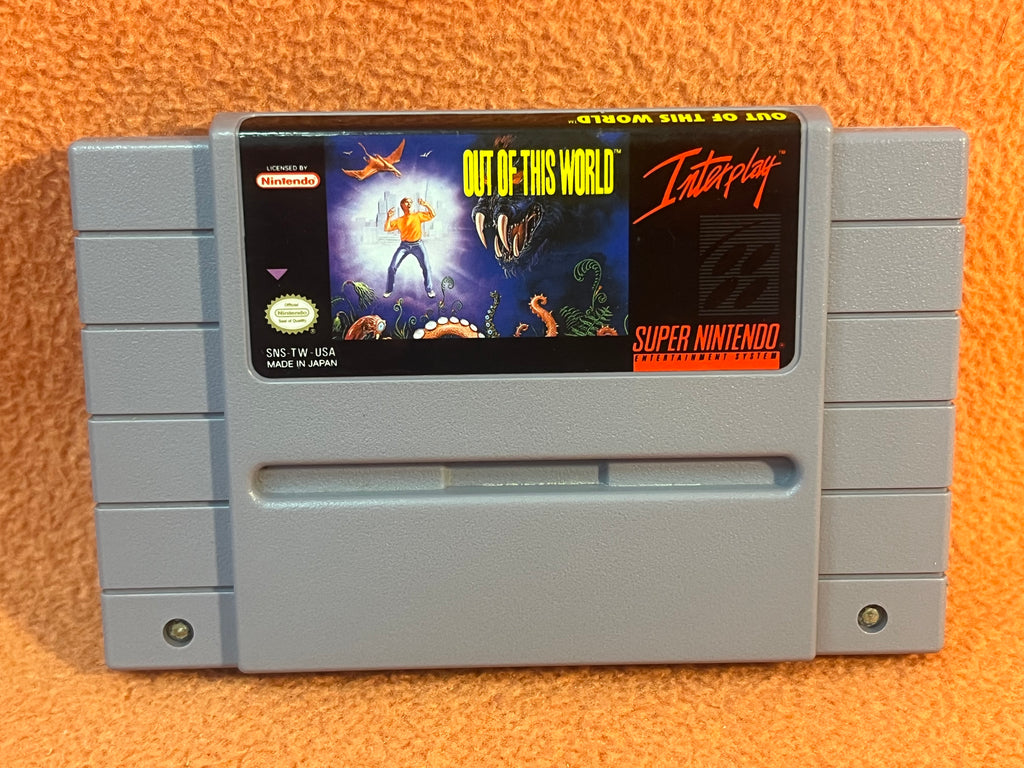 OUT OF THIS WORLD™
LICENSED BY
Nintendo
OUT OF THIS WORLD™
Interplay™
Official
Nintendo
Seal of Quality
SNS-TW-USA
MADE IN JAPAN
SUPER NINTENDO
ENTERTAINMENT SYSTEM